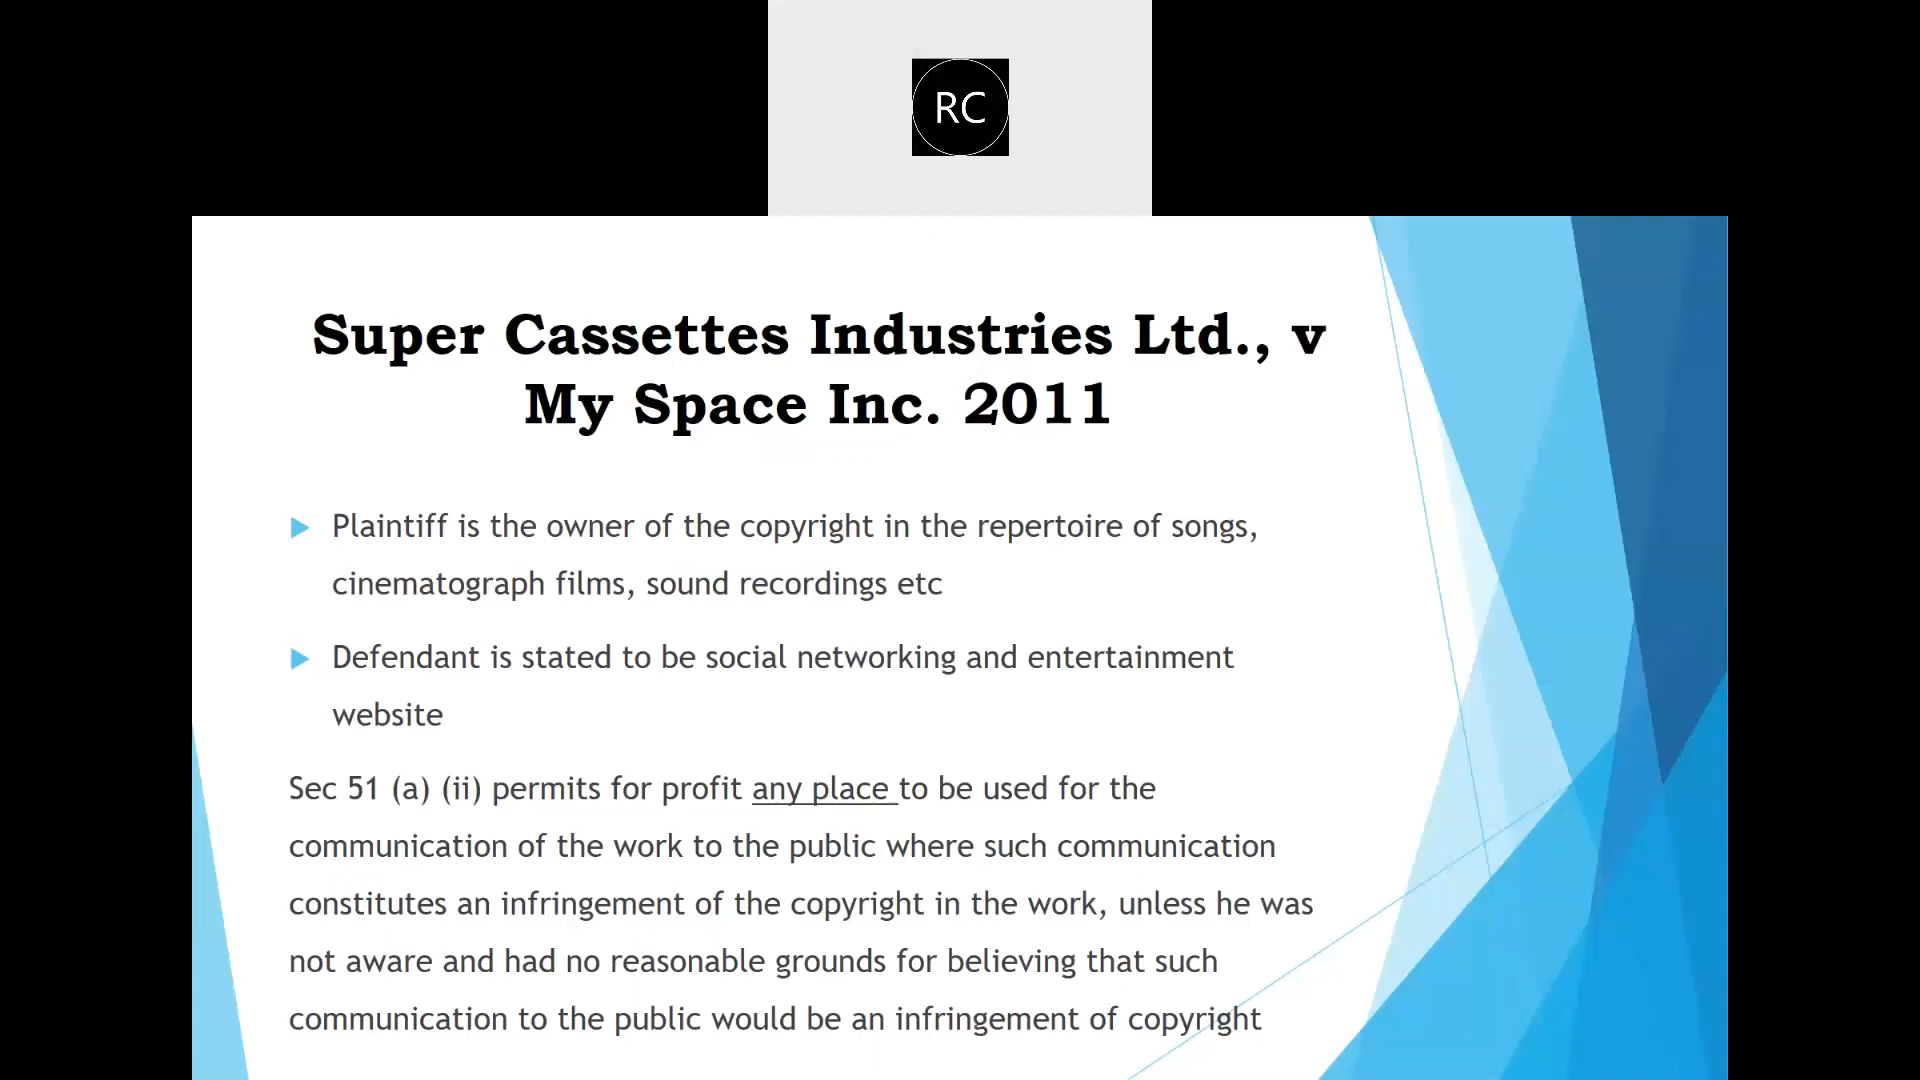 RC
Super Cassettes Industries Ltd., v
My Space Inc. 2011
Plaintiff is the owner of the copyright in the repertoire of songs,
cinematograph films, sound recordings etc
Defendant is stated to be social networking and entertainment
website
Sec 51 (a) (ii) permits for profit any place to be used for the
communication of the work to the public where such communication
constitutes an infringement of the copyright in the work, unless he was
not aware and had no reasonable grounds for believing that such
communication to the public would be an infringement of copyright